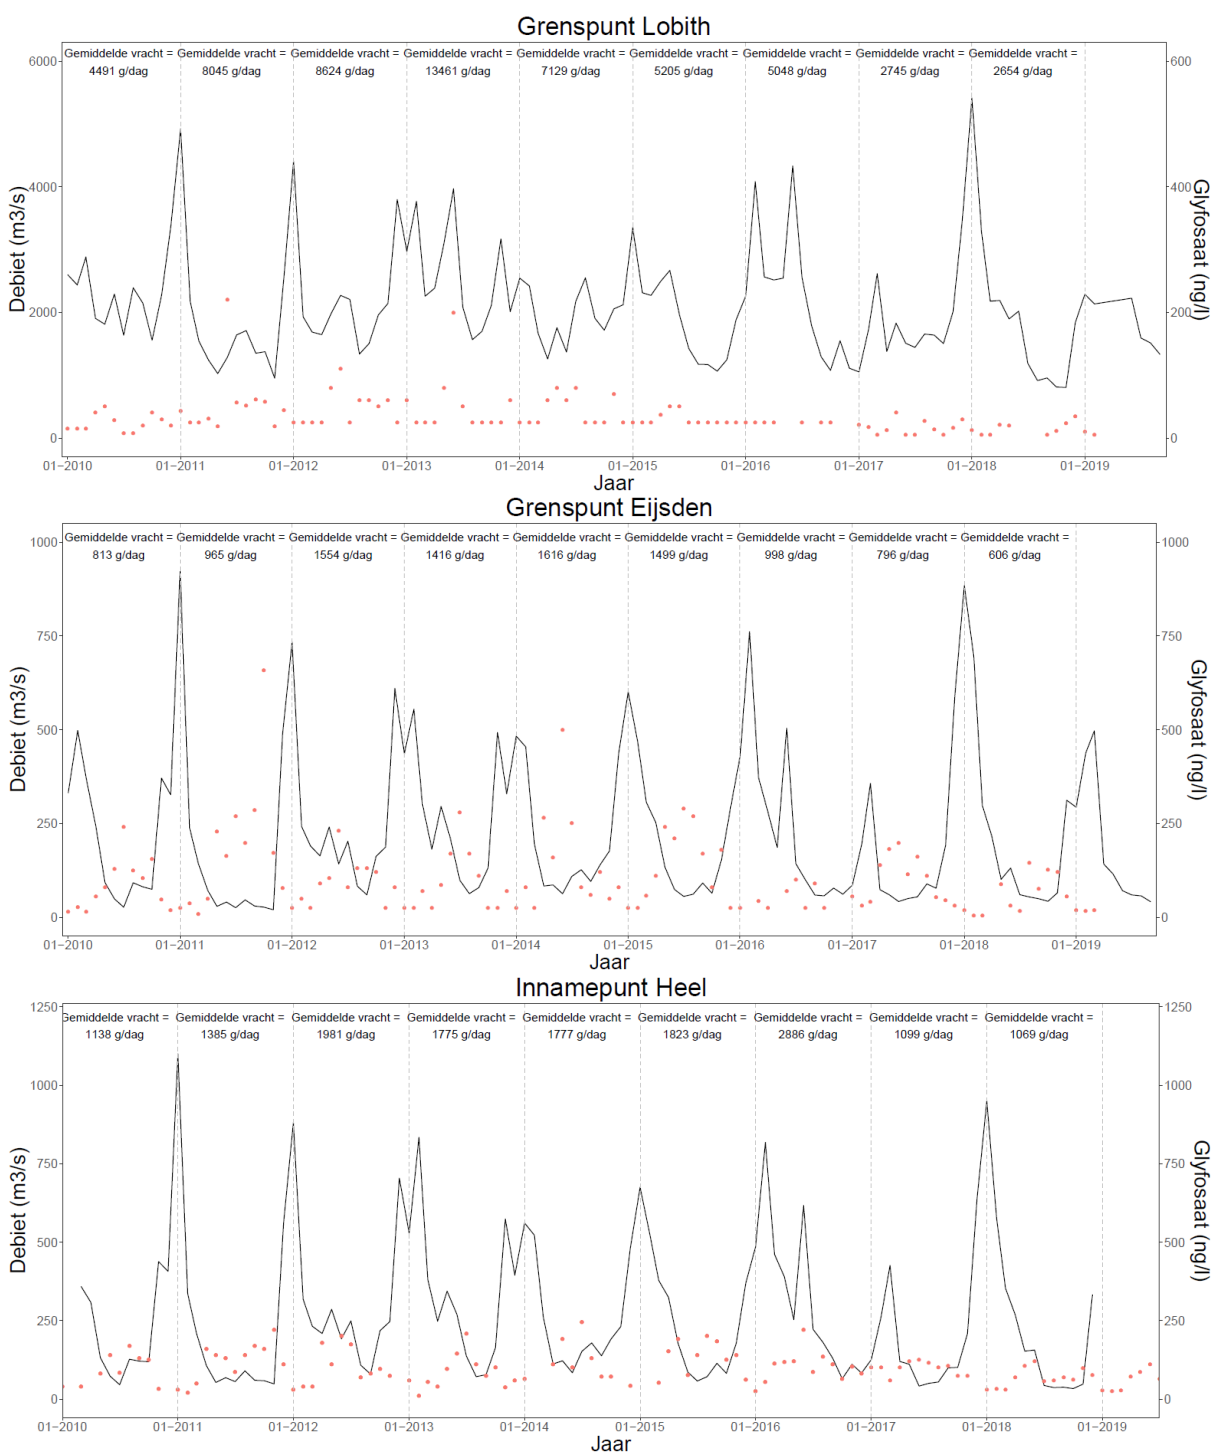 Grenspunt Lobith
Gemiddelde vracht = Gemiddelde vracht = Gemiddelde vracht = Gemiddelde vracht = Gemiddelde vracht = Gemiddelde vracht = Gemiddelde vracht = Gemiddelde vracht = Gemiddelde vracht =
4491 g/dag 8045 g/dag 8624 g/dag 13461 g/dag 7129 g/dag 5205 g/dag 5048 g/dag 2745 g/dag 2654 g/dag
6000 600
4000 400
2000 200
0 0
Debiet (m3/s)
Glyfosaat (ng/l)
01-2010 01-2011 01-2012 01-2013 01-2014 01-2015 01-2016 01-2017 01-2018 01-2019
Jaar
Grenspunt Eijsden
Gemiddelde vracht = Gemiddelde vracht = Gemiddelde vracht = Gemiddelde vracht = Gemiddelde vracht = Gemiddelde vracht = Gemiddelde vracht = Gemiddelde vracht = Gemiddelde vracht =
813 g/dag 965 g/dag 1554 g/dag 1416 g/dag 1616 g/dag 1499 g/dag 998 g/dag 796 g/dag 606 g/dag
1000 1000
750 750
500 500
250 250
0 0
Debiet (m3/s)
Glyfosaat (ng/l)
01-2010 01-2011 01-2012 01-2013 01-2014 01-2015 01-2016 01-2017 01-2018 01-2019
Jaar
Innamepunt Heel
Gemiddelde vracht = Gemiddelde vracht = Gemiddelde vracht = Gemiddelde vracht = Gemiddelde vracht = Gemiddelde vracht = Gemiddelde vracht = Gemiddelde vracht = Gemiddelde vracht =
1138 g/dag 1385 g/dag 1981 g/dag 1775 g/dag 1777 g/dag 1823 g/dag 2886 g/dag 1099 g/dag 1069 g/dag
1250 1250
1000 1000
750 750
500 500
250 250
0 0
Debiet (m3/s)
Glyfosaat (ng/l)
01-2010 01-2011 01-2012 01-2013 01-2014 01-2015 01-2016 01-2017 01-2018 01-2019
Jaar